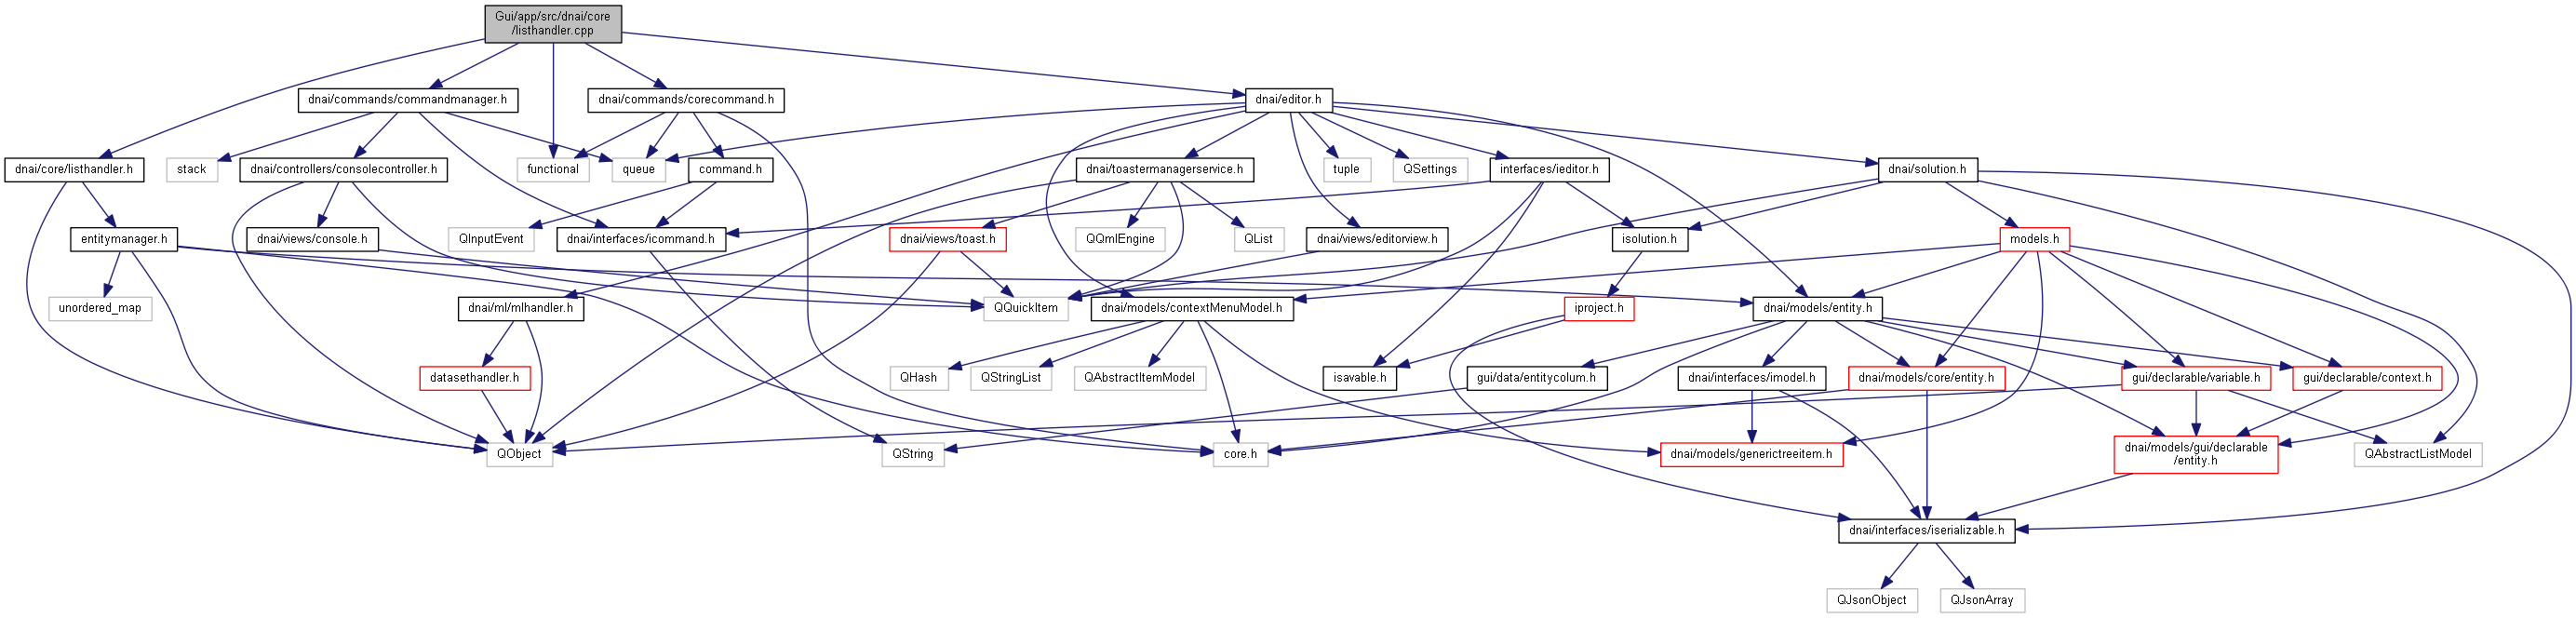 Gui/app/src/dnai/core
/listhandler.cpp
dnai/commands/commandmanager.h
dnai/commands/corecommand.h
dnai/editor.h
dnai/core/listhandler.h
stack
dnai/controllers/consolecontroller.h
functional
queue
command.h
dnai/toastermanagerservice.h
tuple
QSettings
interfaces/ieditor.h
dnai/solution.h
entitymanager.h
dnai/views/console.h
QInputEvent
dnai/interfaces/icommand.h
dnai/views/toast.h
QQmlEngine
QList
dnai/views/editorview.h
isolution.h
models.h
unordered_map
dnai/ml/mlhandler.h
QQuickItem
dnai/models/contextMenuModel.h
iproject.h
dnai/models/entity.h
datasethandler.h
QHash
QStringList
QAbstractItemModel
isavable.h
gui/data/entitycolum.h
dnai/interfaces/imodel.h
dnai/models/core/entity.h
gui/declarable/variable.h
gui/declarable/context.h
QObject
QString
core.h
dnai/models/generictreeitem.h
dnai/models/gui/declarable
/entity.h
QAbstractListModel
dnai/interfaces/iserializable.h
QJsonObject
QJsonArray